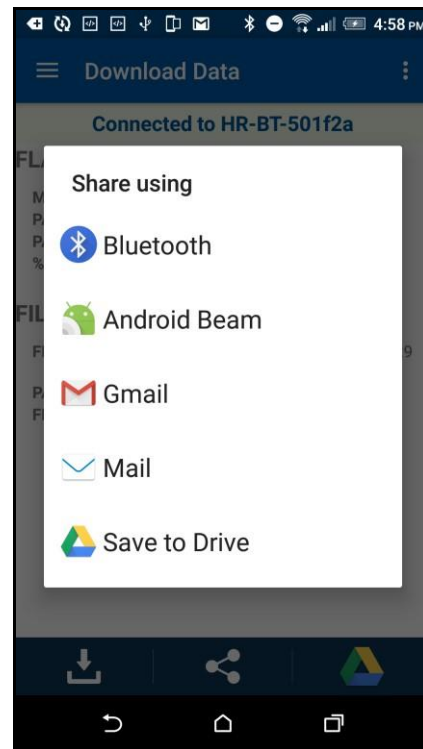 4:58 PM
Download Data
Connected to HR-BT-501f2a
Share using
Bluetooth
Android Beam
Gmail
Mail
Save to Drive